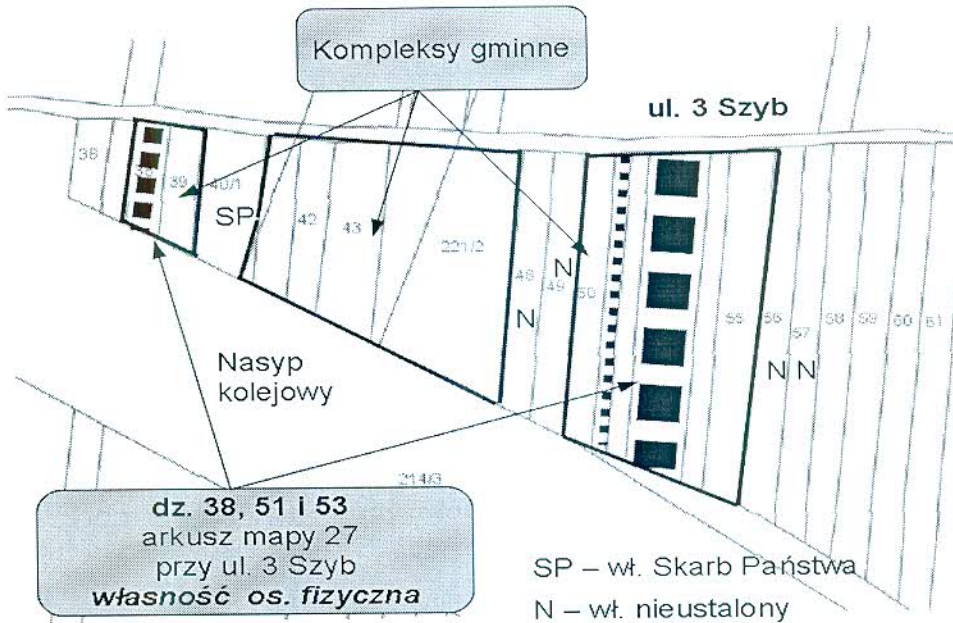 Kompleksy gminne
ul. 3 Szyb
36
39
40/1
SP
42
43
221/2
48
N
49
N
50
55
56
N
57
N
58
59
60
61
Nasyp
kolejowy
214/3
dz. 38, 51 i 53
arkusz mapy 27
przy ul. 3 Szyb
własność os. fizyczna
SP – wł. Skarb Państwa
N – wł. nieustalony